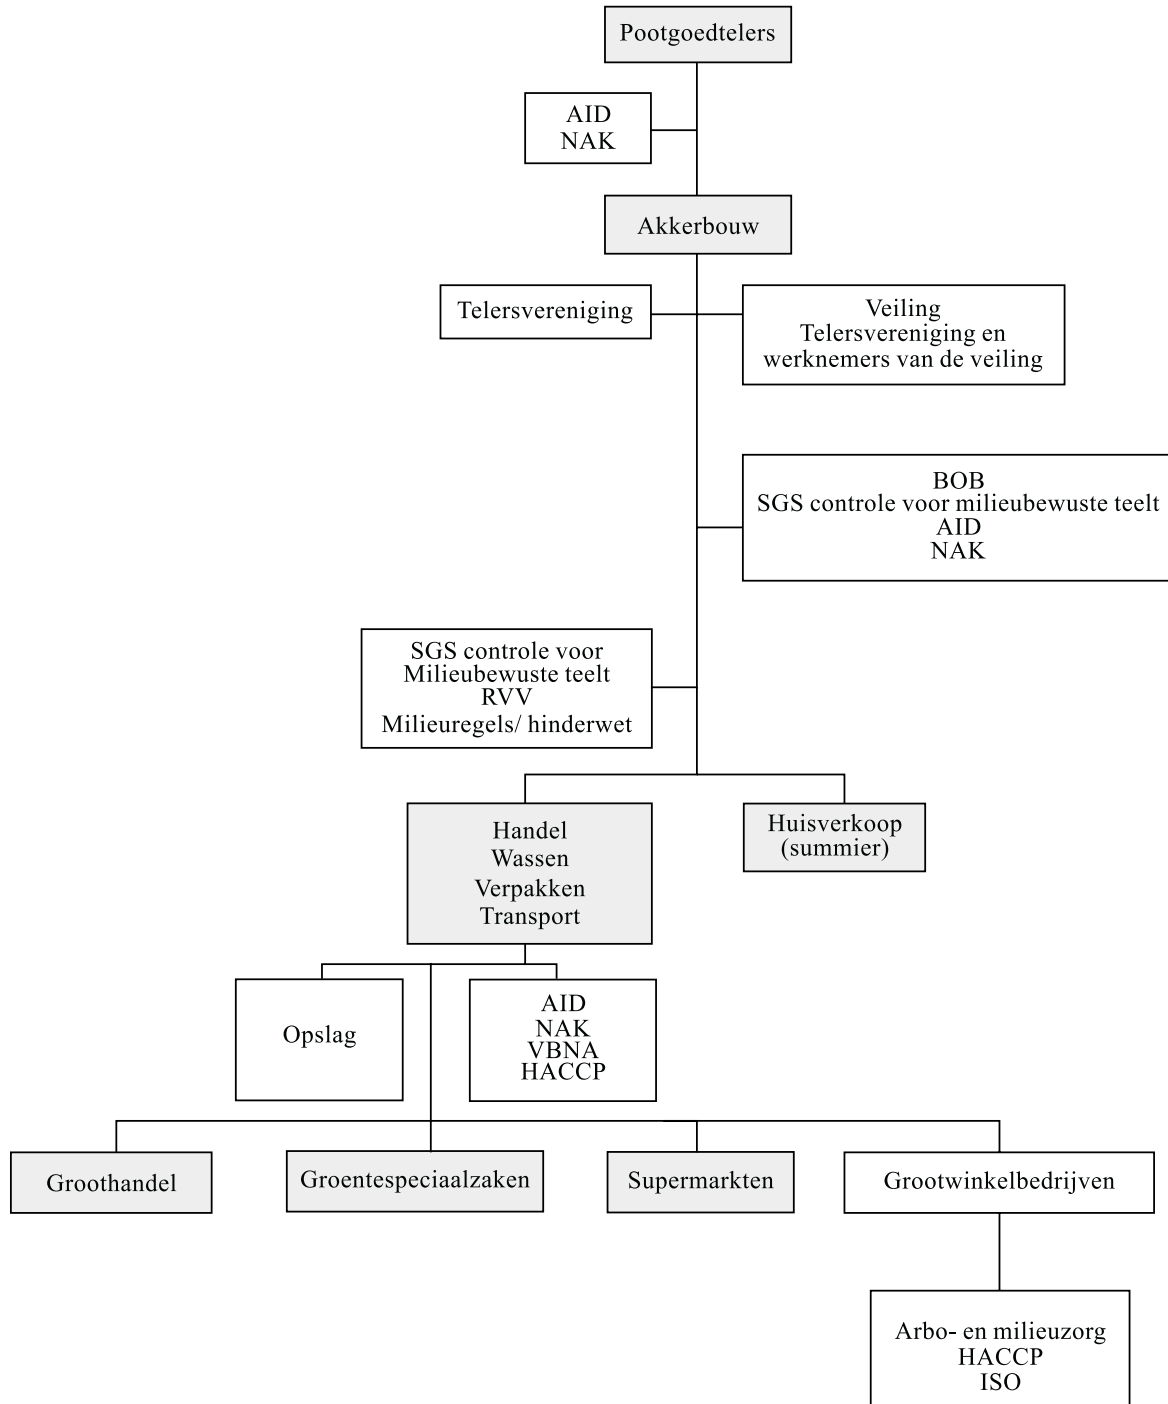 Pootgoedtelers
AID
NAK
Akkerbouw
Telersvereniging
Veiling
Telersvereniging en
werknemers van de veiling
BOB
SGS controle voor milieubewuste teelt
AID
NAK
SGS controle voor
Milieubewuste teelt
RVV
Milieuregels/ hinderwet
Handel
Wassen
Verpakken
Transport
Huisverkoop
(summier)
Opslag
AID
NAK
VBNA
HACCP
Groothandel
Groentespeciaalzaken
Supermarkten
Grootwinkelbedrijven
Arbo- en milieuzorg
HACCP
ISO